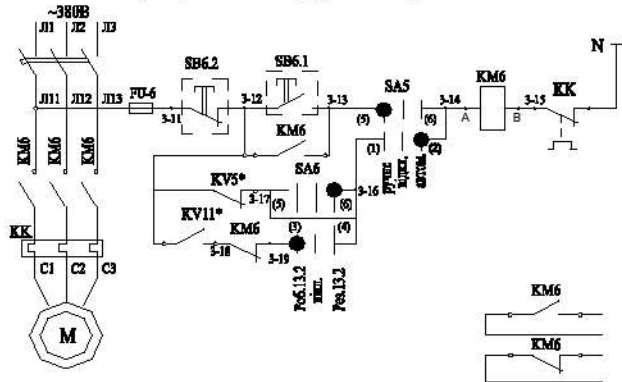 ~380В
Л1 Л2 Л3
N
SB6.2 SB6.1 SA5 KM6 KK
Л11 Л12 Л13 FU-6 3-11 3-12 3-13 3-14 3-15
(5) (6) A B
KM6 KM6 KM6
KM6 (1) (2)
SA6
ручне відкл. автом.
KV5* 3-17 (5) (6) 3-16
KV11* KM6 (3) (4)
KK 3-18 3-19
C1 C2 C3
Роб.13.2 відкл. Рез.13.2
M
KM6
KM6